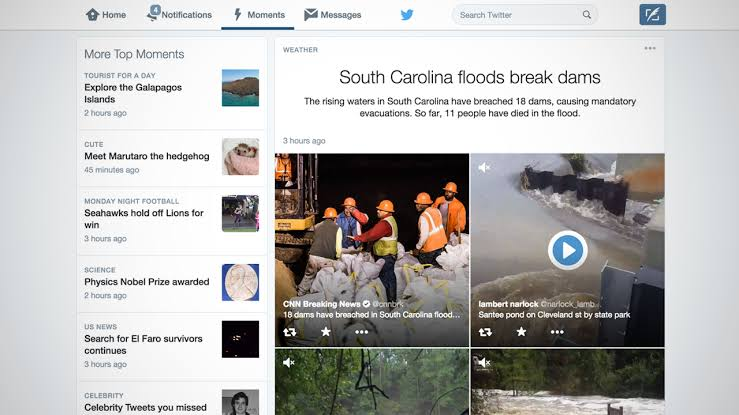 Home
4
Notifications
Moments
Messages
Search Twitter
More Top Moments
TOURIST FOR A DAY
Explore the Galapagos
Islands
2 hours ago
CUTE
Meet Marutaro the hedgehog
45 minutes ago
MONDAY NIGHT FOOTBALL
Seahawks hold off Lions for
win
3 hours ago
SCIENCE
Physics Nobel Prize awarded
2 hours ago
US NEWS
Search for El Faro survivors
continues
3 hours ago
CELEBRITY
Celebrity Tweets you missed
WEATHER
South Carolina floods break dams
The rising waters in South Carolina have breached 18 dams, causing mandatory
evacuations. So far, 11 people have died in the flood.
3 hours ago
CNN Breaking News @cnnbrk
18 dams have breached in South Carolina flood...
lambert narlock @narlock_lamb...
Santee pond on Cleveland st by state park